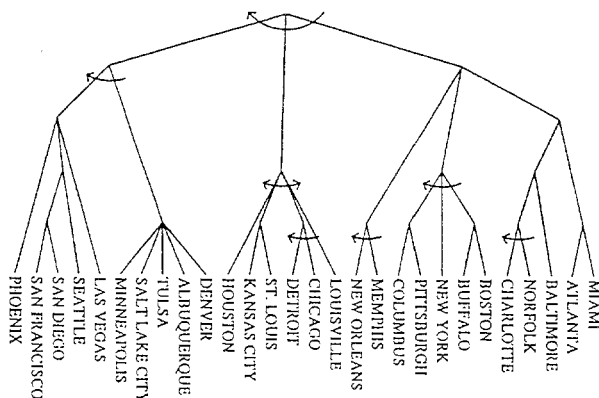 PHOENIX
SAN FRANCISCO
SAN DIEGO
SEATTLE
LAS VEGAS
MINNEAPOLIS
SALT LAKE CITY
TULSA
ALBUQUERQUE
DENVER
HOUSTON
KANSAS CITY
ST. LOUIS
DETROIT
CHICAGO
LOUISVILLE
NEW ORLEANS
MEMPHIS
COLUMBUS
PITTSBURGH
NEW YORK
BUFFALO
BOSTON
CHARLOTTE
NORFOLK
BALTIMORE
ATLANTA
MIAMI